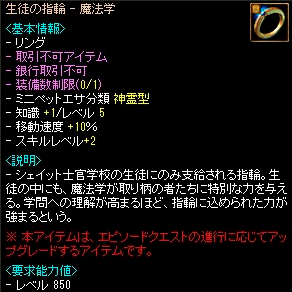 生徒の指輪 - 魔法学
<基本情報>
- リング
- 取引不可アイテム
- 銀行取引不可
- 装備数制限(0/1)
- ミニペットエサ分類 神霊型
- 知識 +1/レベル 5
- 移動速度 +10%
- スキルレベル+2
<説明>
- シェイット士官学校の生徒にのみ支給される指輪。生徒の中にも、魔法学が取り柄の者たちに特別な力を与える。学問への理解が高まるほど、指輪に込められた力が強まるという。
※ 本アイテムは、エピソードクエストの進行に応じてアップグレードするアイテムです。
<要求能力値>
- レベル 850